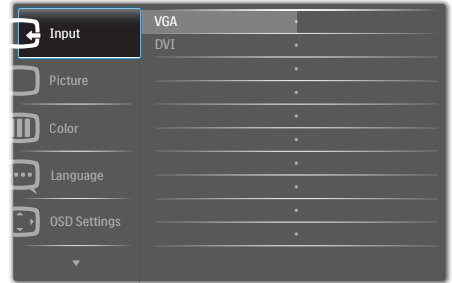 Input
Picture
Color
Language
OSD Settings
VGA
DVI